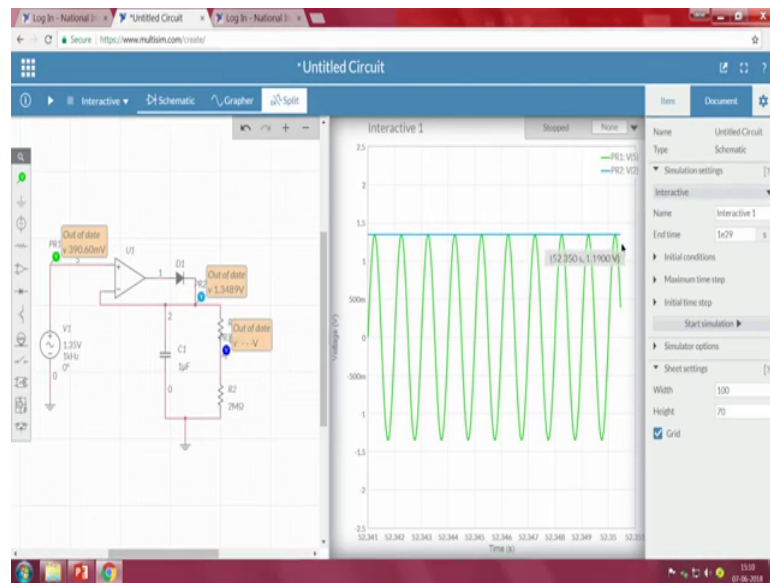 Log In - National In
*Untitled Circuit
Log In - National In
Secure https://www.multisim.com/create/
*Untitled Circuit
Interactive
Schematic
Grapher
Split
Item
Document
Interactive 1
Stopped
None
PR1: V(5)
PR2: V(2)
2.5
2
1.5
1
500m
0
-500m
-1
-1.5
-2
-2.5
Voltage (V)
(52.350 s, 1.1900 V)
52.341 52.342 52.343 52.344 52.345 52.346 52.347 52.348 52.349 52.35
Time (s)
PR1
Out of date
v 390.60mV
U1
1
D1
PR2
Out of date
v 1.3489V
Out of date
v ---V
V1
1.35V
1kHz
0°
0
2
C1
1µF
0
R2
2MΩ
Name Untitled Circuit
Type Schematic
Simulation settings
Interactive
Name Interactive 1
End time 1e29 s
Initial conditions
Maximum time step
Initial time step
Start simulation
Simulator options
Sheet settings
Width 100
Height 70
Grid
15:10
07-06-2018